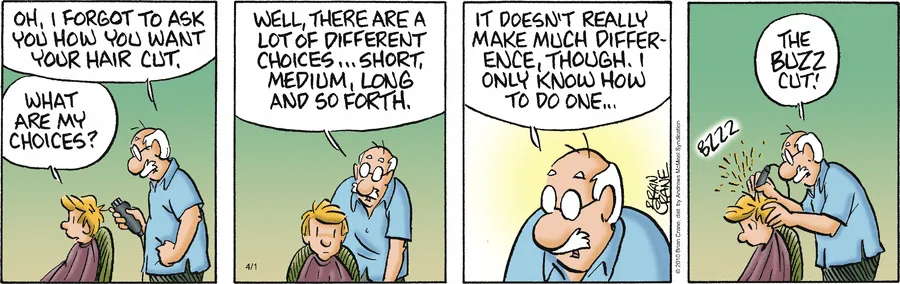 OH, I FORGOT TO ASK
YOU HOW YOU WANT
YOUR HAIR CUT.
WHAT
ARE MY
CHOICES?
WELL, THERE ARE A
LOT OF DIFFERENT
CHOICES... SHORT,
MEDIUM, LONG
AND SO FORTH.
4/1
IT DOESN'T REALLY
MAKE MUCH DIFFER-
ENCE, THOUGH. I
ONLY KNOW HOW
TO DO ONE...
BRIAN
CRANE
© 2010 Brian Crane, dist. by Andrews McMeel Syndication
THE
BUZZ
CUT!
BZZZ